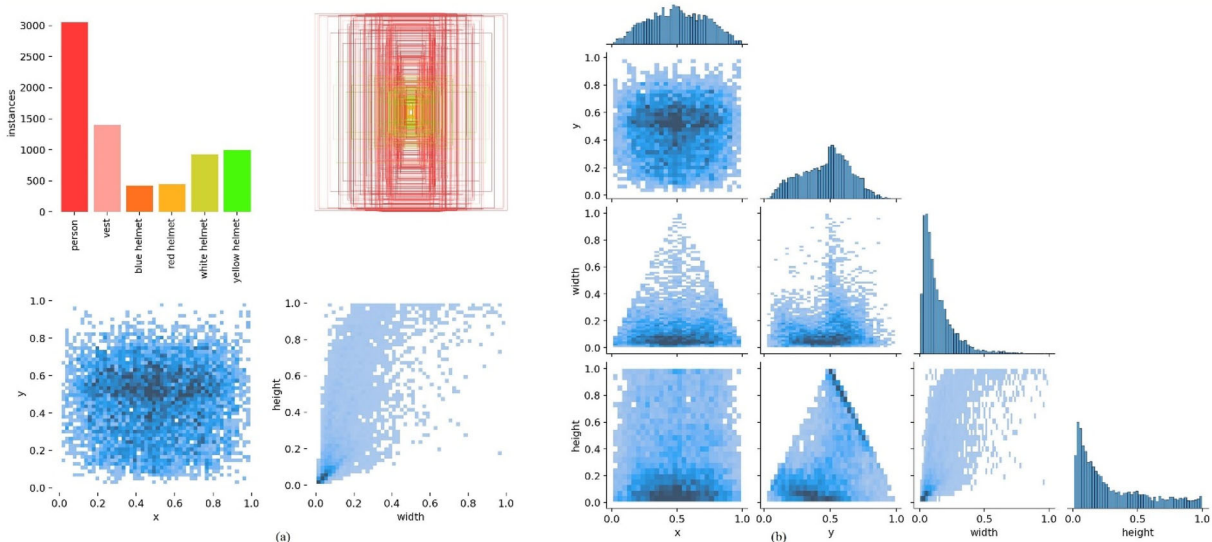 3000
2500
2000
1500
1000
500
0
instances
person
vest
blue helmet
red helmet
white helmet
yellow helmet
1.0
0.8
0.6
0.4
0.2
0.0
y
0.0 0.2 0.4 0.6 0.8 1.0
x
1.0
0.8
0.6
0.4
0.2
0.0
height
0.0 0.2 0.4 0.6 0.8 1.0
width
(a)
1.0
0.8
0.6
0.4
0.2
0.0
y
1.0
0.8
0.6
0.4
0.2
0.0
width
1.0
0.8
0.6
0.4
0.2
0.0
height
0.0 0.5 1.0
x
0.0 0.5 1.0
y
0.0 0.5 1.0
width
0.0 0.5 1.0
height
(b)